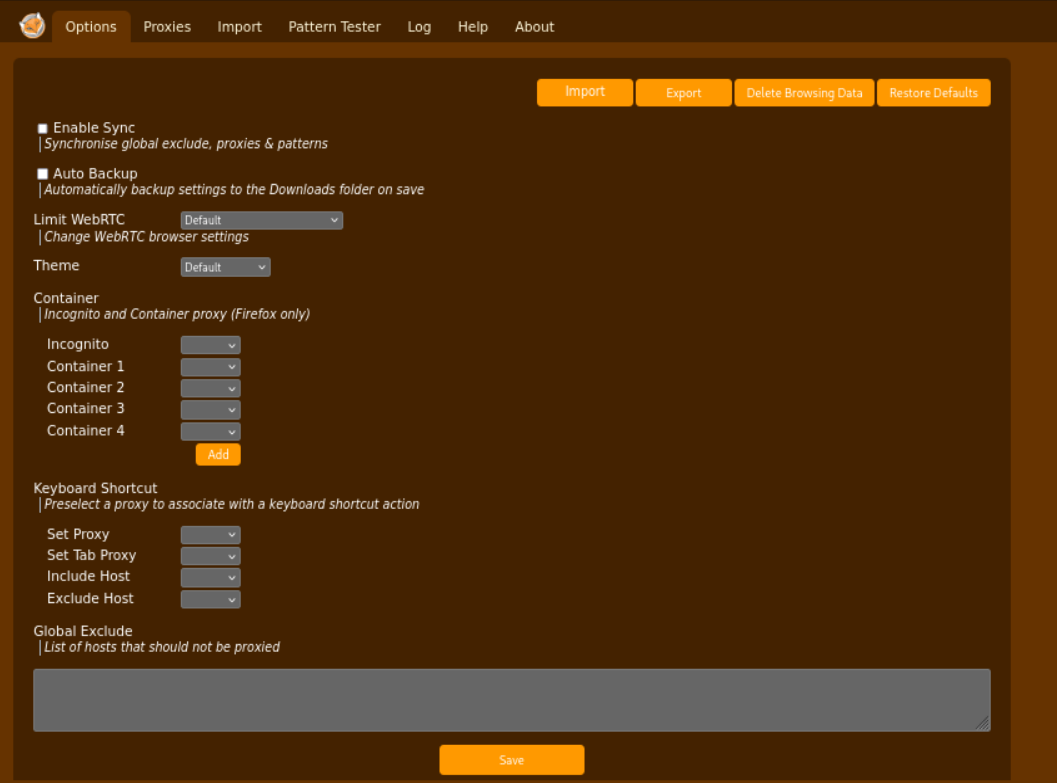 Options Proxies Import Pattern Tester Log Help About
Import Export Delete Browsing Data Restore Defaults
Enable Sync
Synchronise global exclude, proxies & patterns
Auto Backup
Automatically backup settings to the Downloads folder on save
Limit WebRTC Default
Change WebRTC browser settings
Theme Default
Container
Incognito and Container proxy (Firefox only)
Incognito
Container 1
Container 2
Container 3
Container 4
Add
Keyboard Shortcut
Preselect a proxy to associate with a keyboard shortcut action
Set Proxy
Set Tab Proxy
Include Host
Exclude Host
Global Exclude
List of hosts that should not be proxied
Save